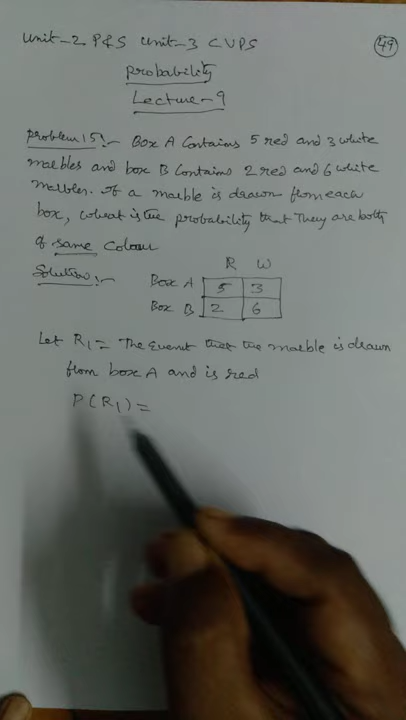 Unit-2 P&S Unit-3 CVPS
49
Probability
Lecture-9
Problem 15:- Box A Contains 5 red and 3 white
marbles and box B Contains 2 red and 6 white
Marbles. If a marble is drawn from each
box, what is the probability that They are both
of same Colour
Solution:-
R W
Box A 5 3
Box B 2 6
Let R1 = The Event that the marble is drawn
from box A and is red
P(R1) =